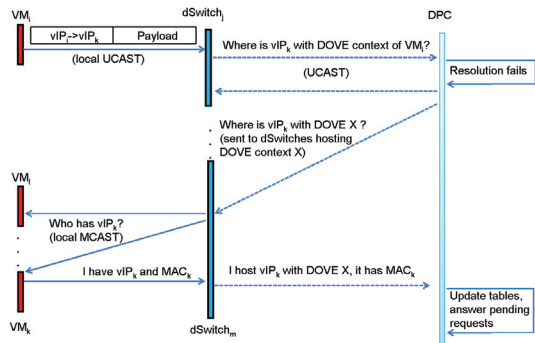 VMi
dSwitchj
DPC
vIPi->vIPk
Payload
(local UCAST)
Where is vIPk with DOVE context of VMi?
(UCAST)
Resolution fails
Where is vIPk with DOVE X ?
(sent to dSwitches hosting
DOVE context X)
VMl
Who has vIPk?
(local MCAST)
I have vIPk and MACk
I host vIPk with DOVE X, it has MACk
Update tables,
answer pending
requests
VMk
dSwitchm